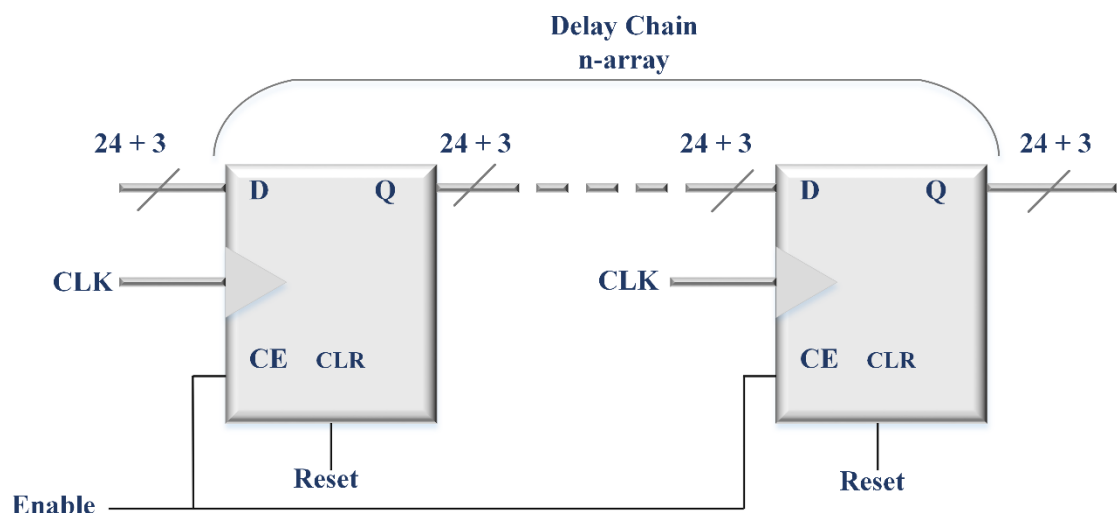 Delay Chain
n-array
24 + 3 24 + 3 24 + 3 24 + 3
D Q D Q
CLK CLK
CE CLR CE CLR
Reset Reset
Enable